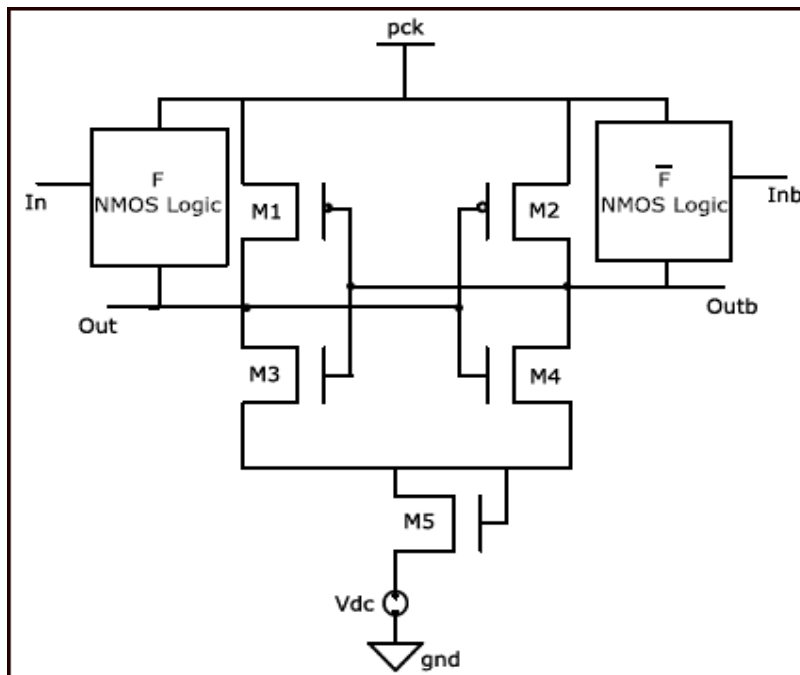 pck
F
NMOS Logic
In
M1
M2
F̅
NMOS Logic
Inb
Out
Outb
M3
M4
M5
Vdc
gnd